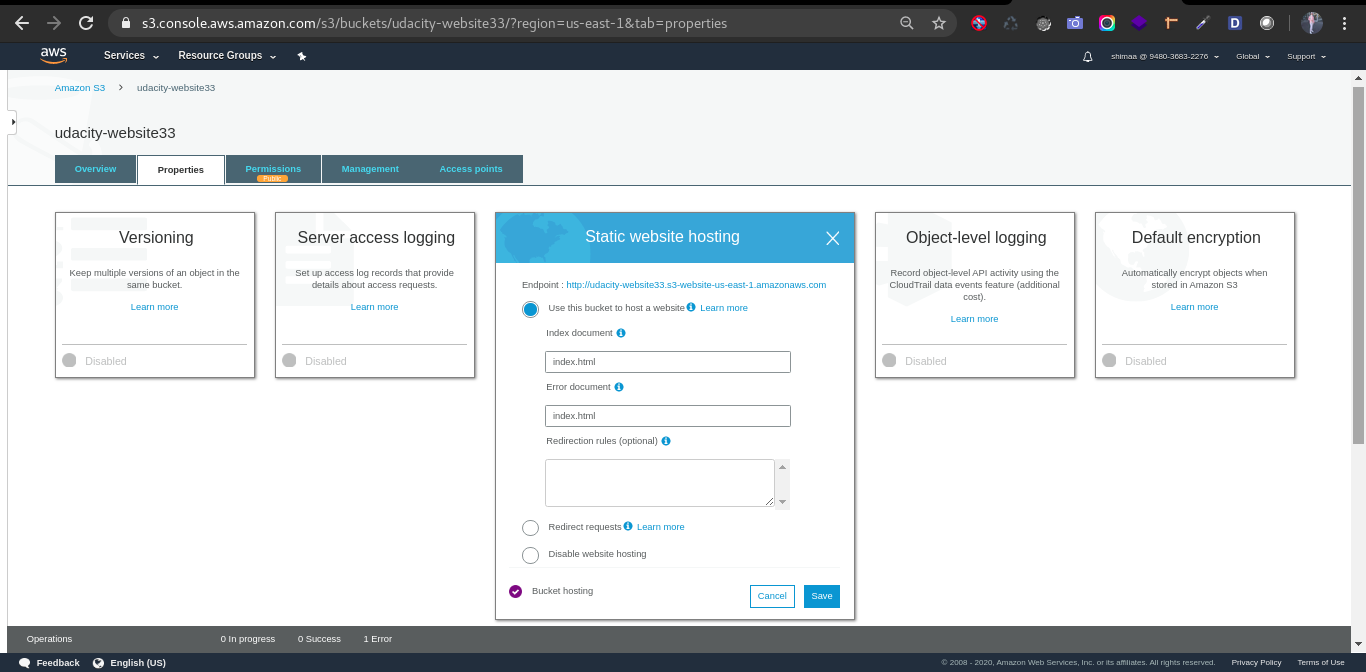 s3.console.aws.amazon.com/s3/buckets/udacity-website33/?region=us-east-1&tab=properties
aws
Services
Resource Groups
shimaa @ 9480-3683-2276
Global
Support
Amazon S3
udacity-website33
udacity-website33
Overview
Properties
Permissions
Public
Management
Access points
Versioning
Keep multiple versions of an object in the
same bucket.
Learn more
Disabled
Server access logging
Set up access log records that provide
details about access requests.
Learn more
Disabled
Static website hosting
Endpoint : http://udacity-website33.s3-website-us-east-1.amazonaws.com
Use this bucket to host a website Learn more
Index document
index.html
Error document
index.html
Redirection rules (optional)
Redirect requests Learn more
Disable website hosting
Bucket hosting
Cancel
Save
Object-level logging
Record object-level API activity using the
CloudTrail data events feature (additional
cost).
Learn more
Disabled
Default encryption
Automatically encrypt objects when
stored in Amazon S3
Learn more
Disabled
Operations
0 In progress
0 Success
1 Error
Feedback
English (US)
© 2008 - 2020, Amazon Web Services, Inc. or its affiliates. All rights reserved.
Privacy Policy
Terms of Use